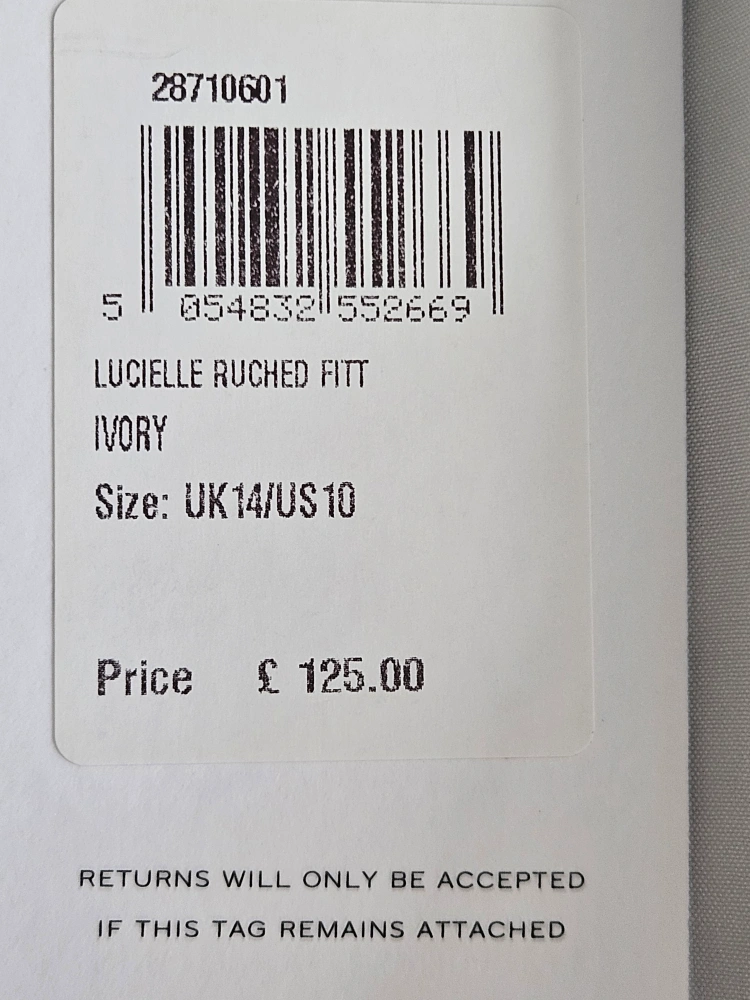 28710601
5 054832 552669
LUCIELLE RUCHED FITT
IVORY
Size: UK14/US10
Price £ 125.00
RETURNS WILL ONLY BE ACCEPTED
IF THIS TAG REMAINS ATTACHED